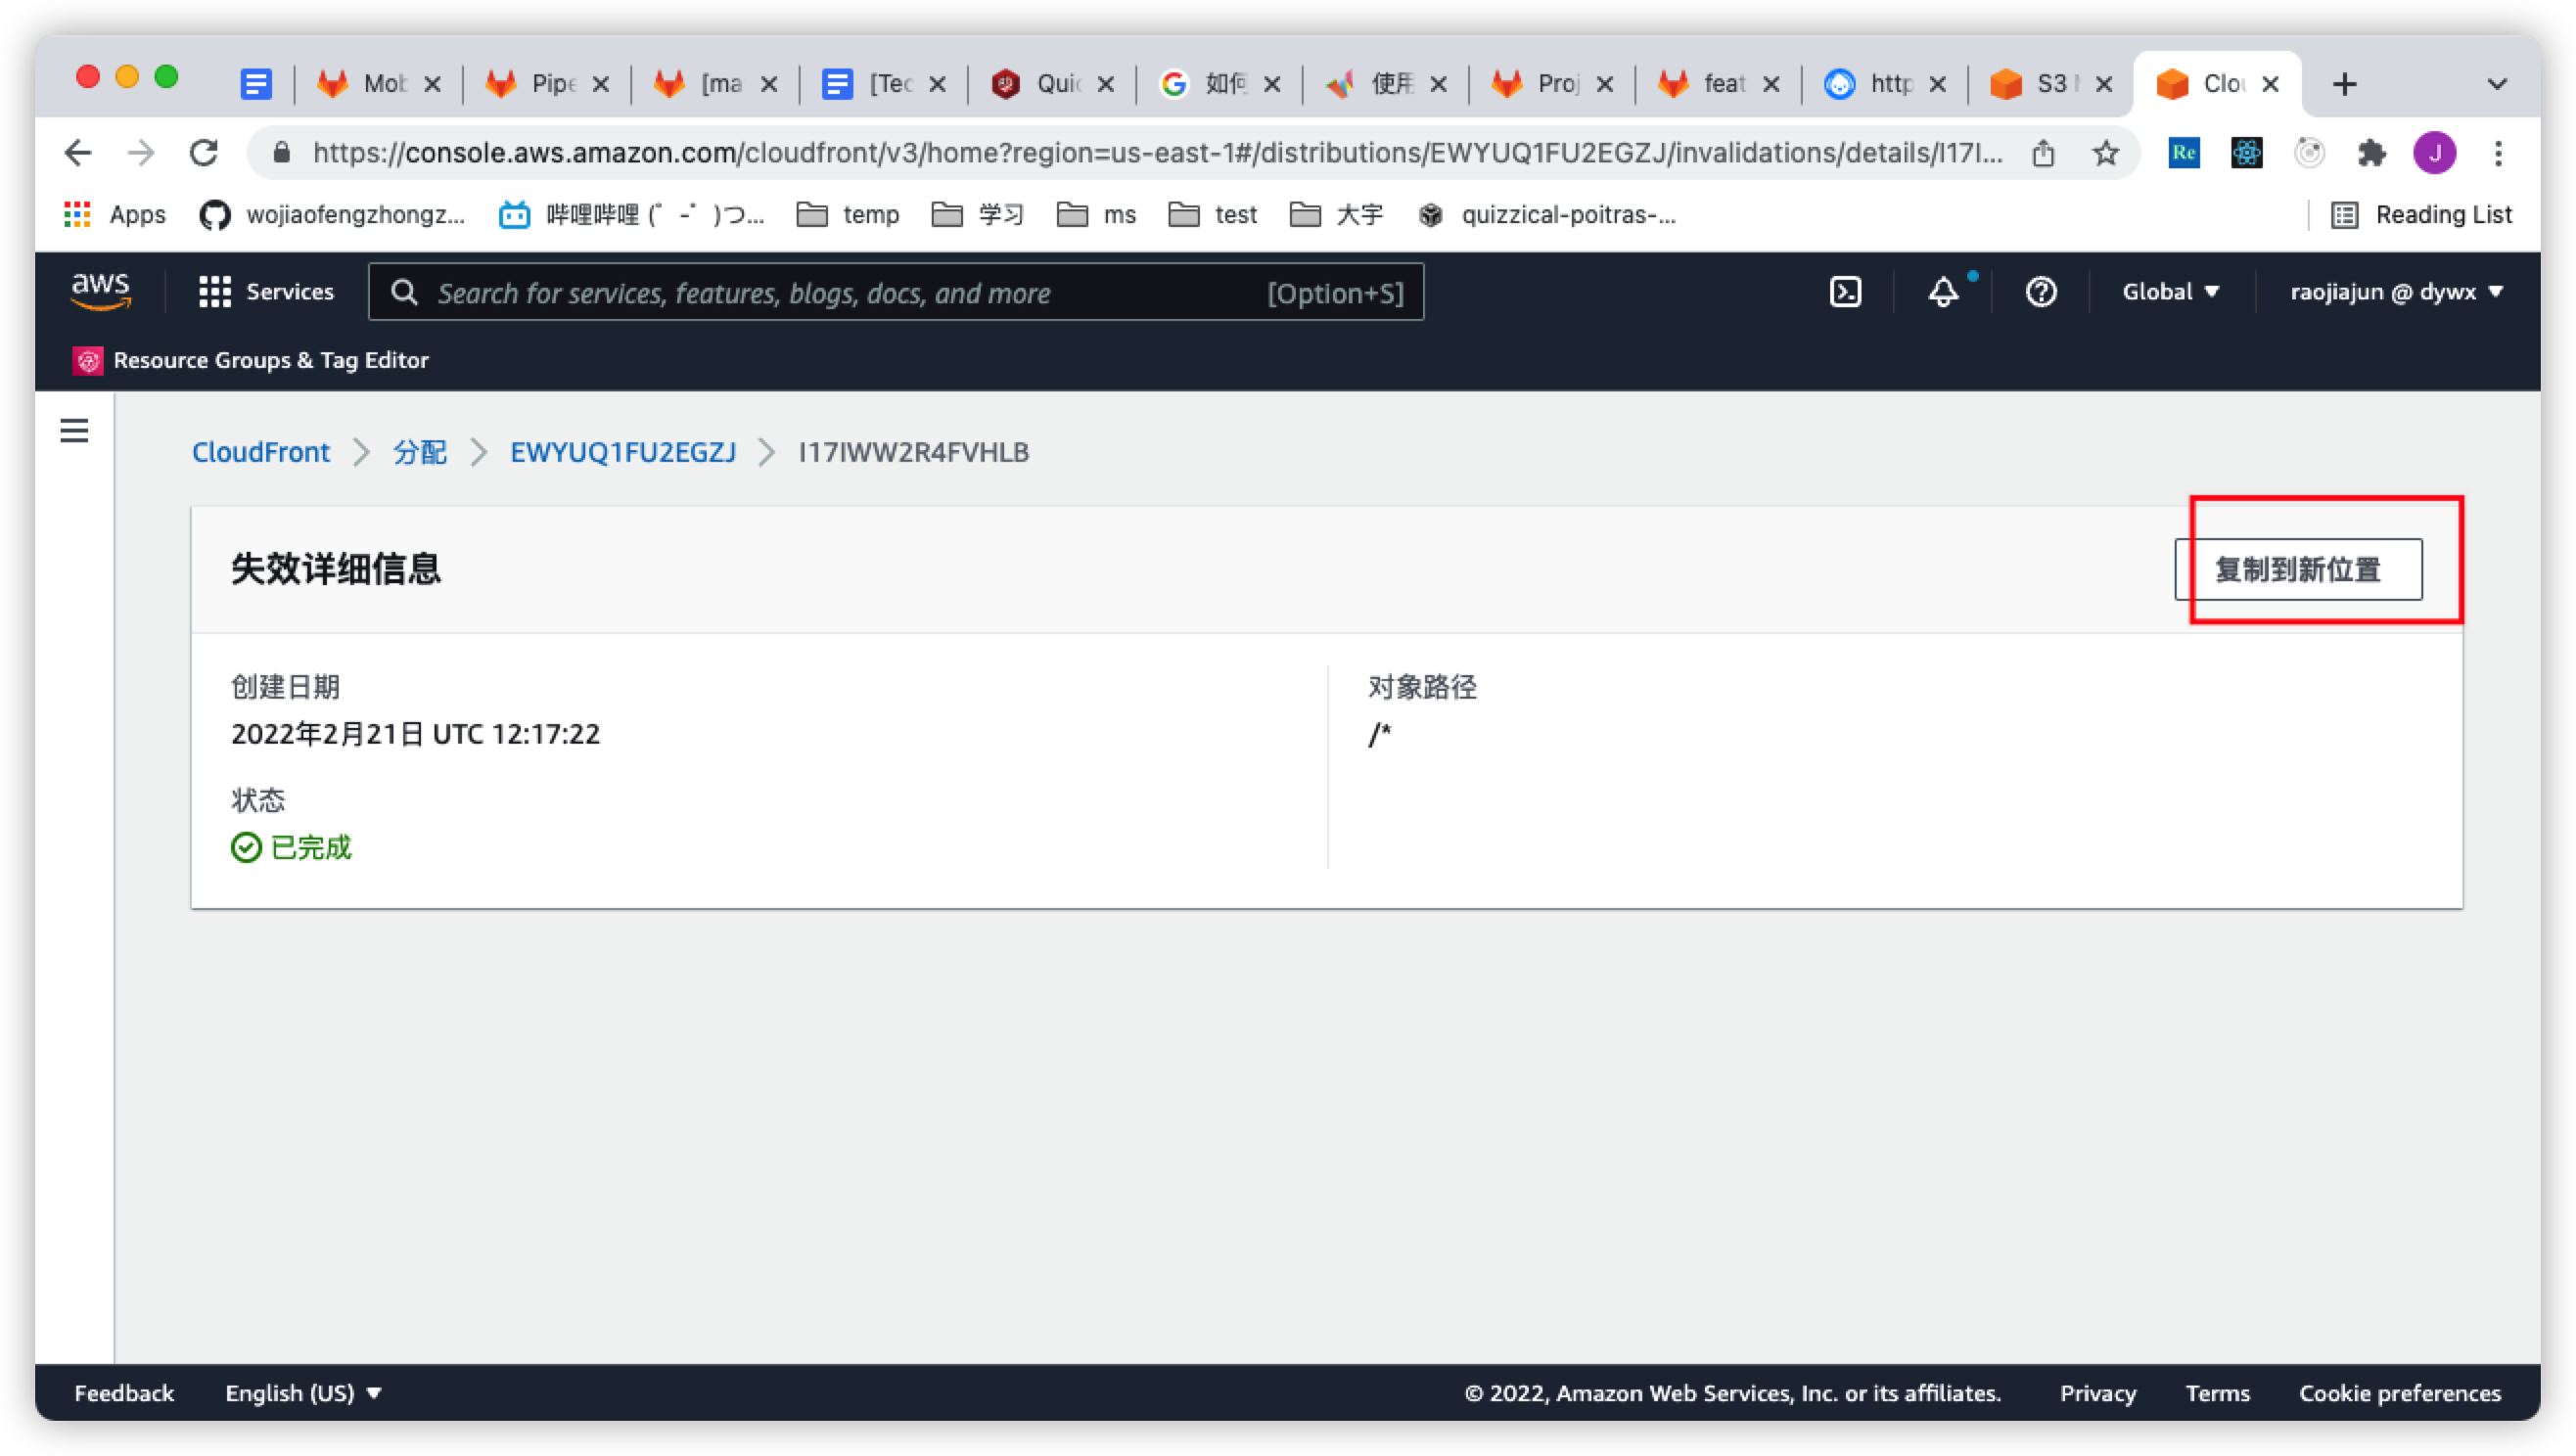 Mob Pipe [ma [Tec Quic 如何 使用 Proj feat http S3 Clou
https://console.aws.amazon.com/cloudfront/v3/home?region=us-east-1#/distributions/EWYUQ1FU2EGZJ/invalidations/details/I17I... Re J
Apps wojiaofengzhongz... 哔哩哔哩 (゜-゜)つ... temp 学习 ms test 大宇 quizzical-poitras-... Reading List
aws Services Search for services, features, blogs, docs, and more [Option+S] Global raojiajun @ dywx
Resource Groups & Tag Editor
CloudFront 分配 EWYUQ1FU2EGZJ I17IWW2R4FVHLB
失效详细信息 复制到新位置
创建日期
2022年2月21日 UTC 12:17:22
状态
已完成
对象路径
/*
Feedback English (US) © 2022, Amazon Web Services, Inc. or its affiliates. Privacy Terms Cookie preferences